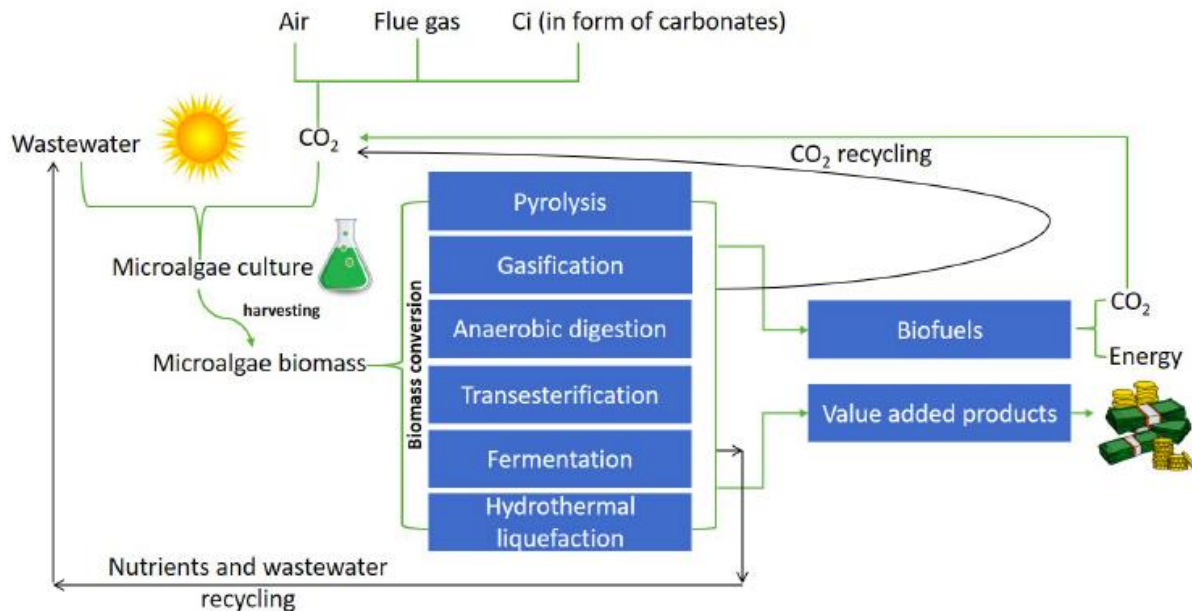 Air
Flue gas
Ci (in form of carbonates)
Wastewater
CO₂
CO₂ recycling
Microalgae culture
harvesting
Microalgae biomass
Biomass conversion
Pyrolysis
Gasification
Anaerobic digestion
Transesterification
Fermentation
Hydrothermal
liquefaction
Biofuels
CO₂
Energy
Value added products
Nutrients and wastewater
recycling